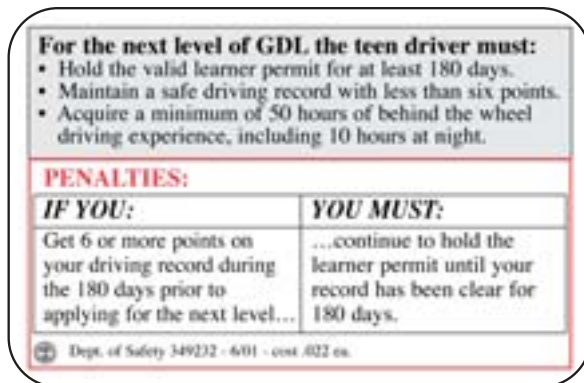 For the next level of GDL the teen driver must:
• Hold the valid learner permit for at least 180 days.
• Maintain a safe driving record with less than six points.
• Acquire a minimum of 50 hours of behind the wheel
driving experience, including 10 hours at night.
PENALTIES:
IF YOU:
Get 6 or more points on
your driving record during
the 180 days prior to
applying for the next level…
YOU MUST:
…continue to hold the
learner permit until your
record has been clear for
180 days.
Dept. of Safety 349232 - 6/01 - cost .022 ea.